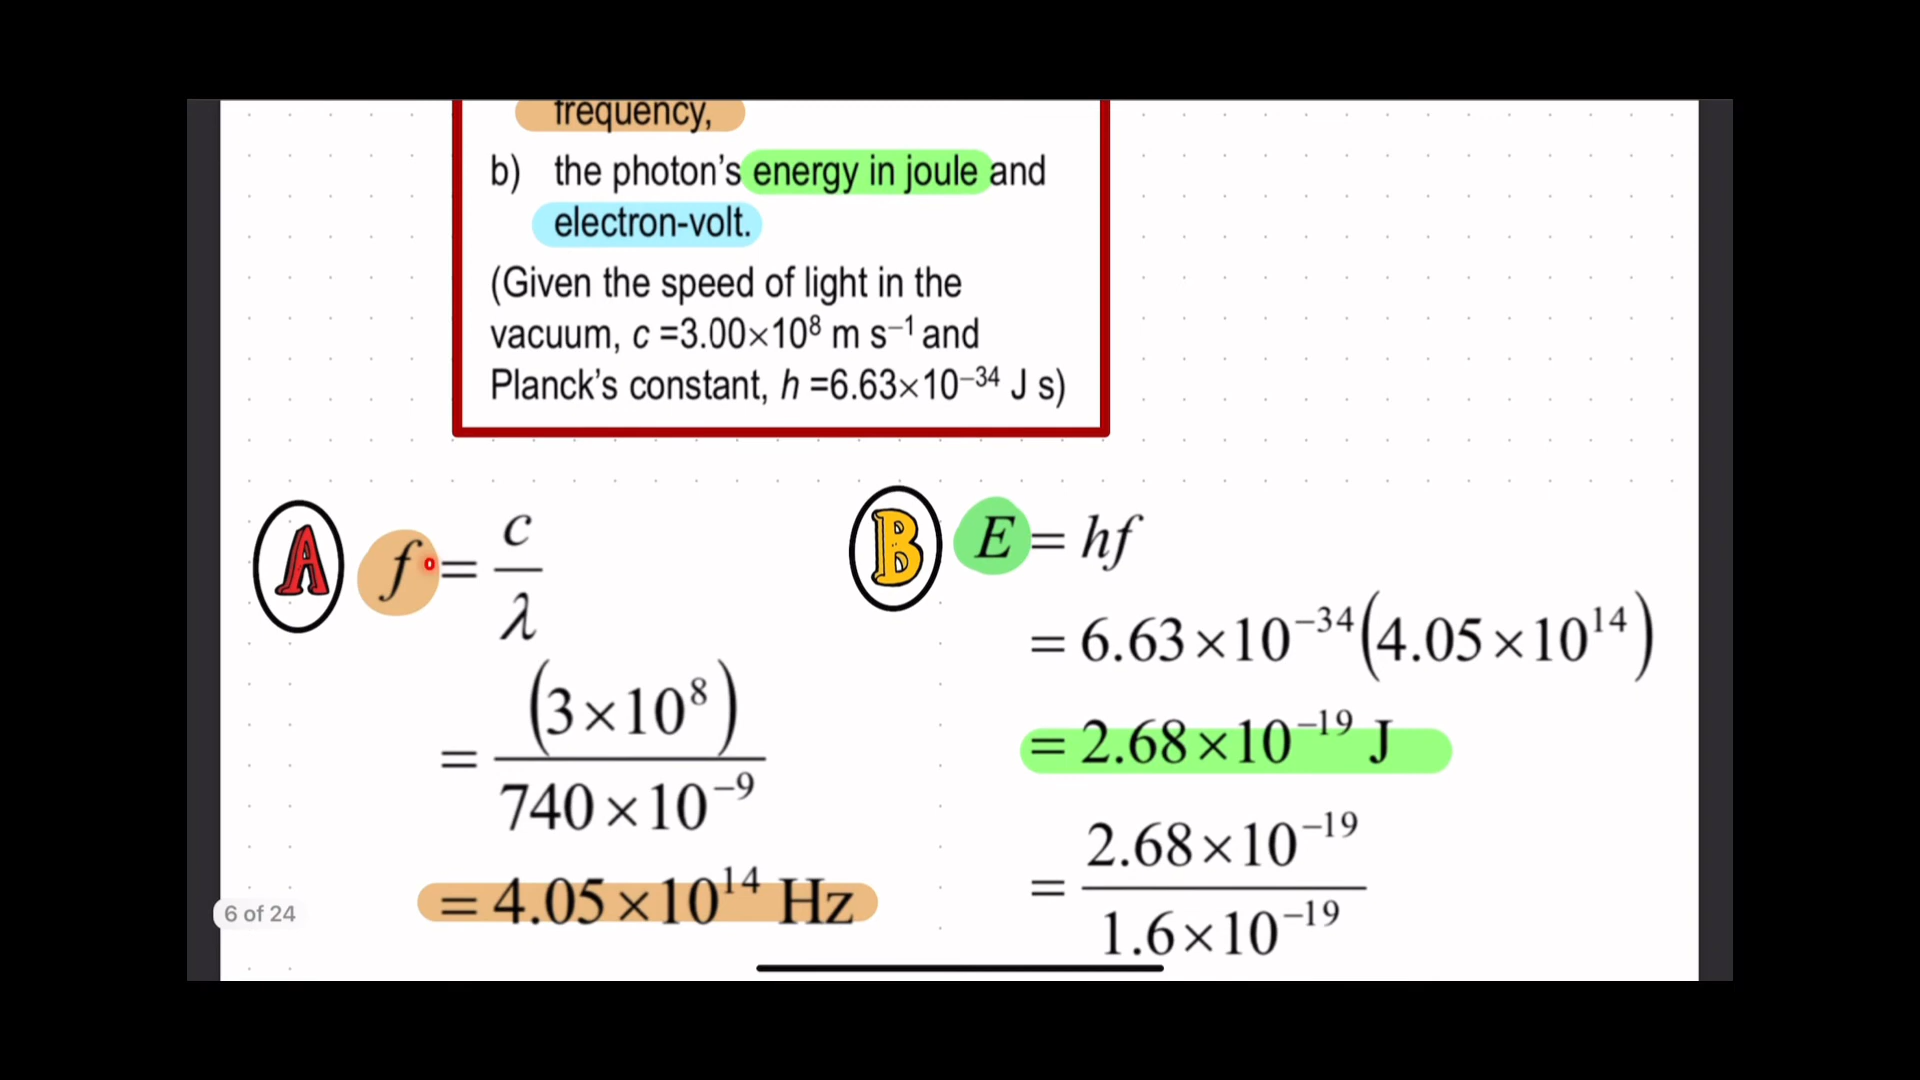 frequency,
b) the photon’s energy in joule and
electron-volt.
(Given the speed of light in the
vacuum, c =3.00×10⁸ m s⁻¹ and
Planck’s constant, h =6.63×10⁻³⁴ J s)
A
f = c/λ
= (3×10⁸)/740×10⁻⁹
= 4.05×10¹⁴ Hz
B
E = hf
= 6.63×10⁻³⁴(4.05×10¹⁴)
= 2.68×10⁻¹⁹ J
= 2.68×10⁻¹⁹/1.6×10⁻¹⁹
6 of 24